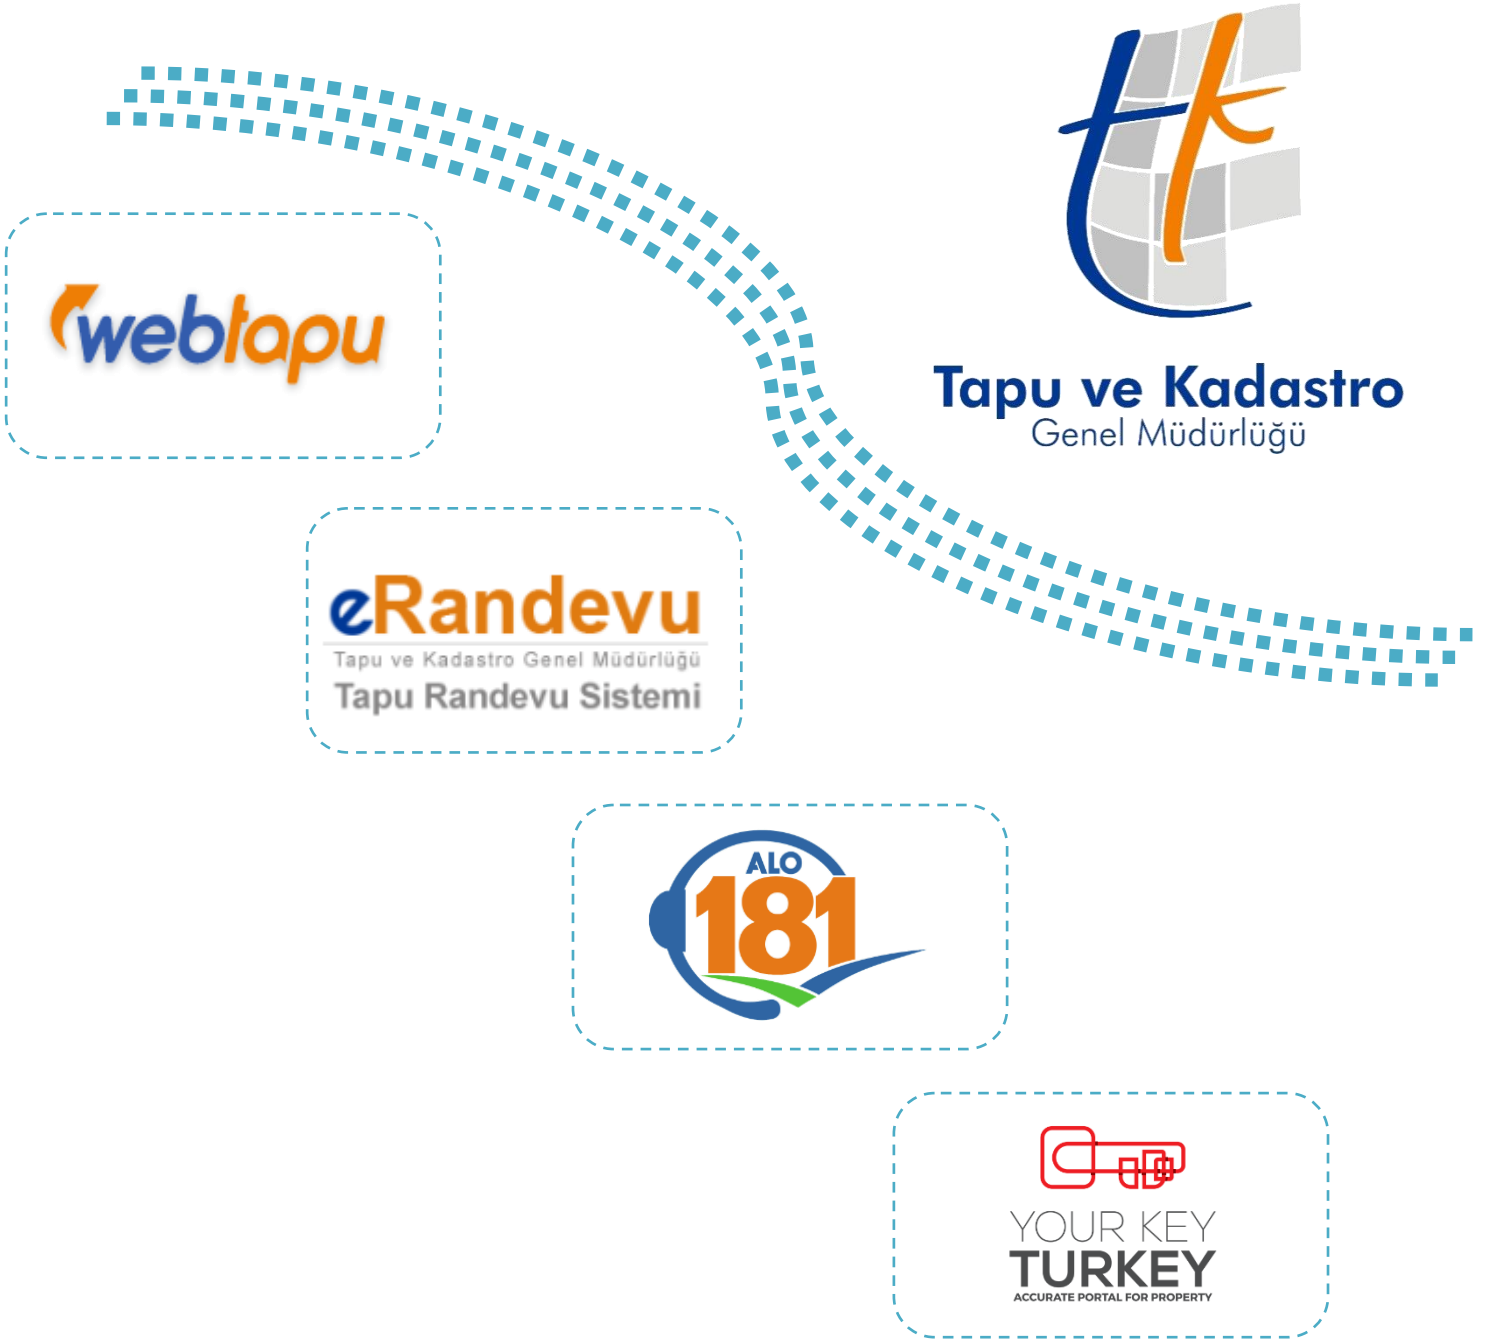 tk
Tapu ve Kadastro
Genel Müdürlüğü
webtapu
eRandevu
Tapu ve Kadastro Genel Müdürlüğü
Tapu Randevu Sistemi
ALO
181
YOUR KEY
TURKEY
ACCURATE PORTAL FOR PROPERTY